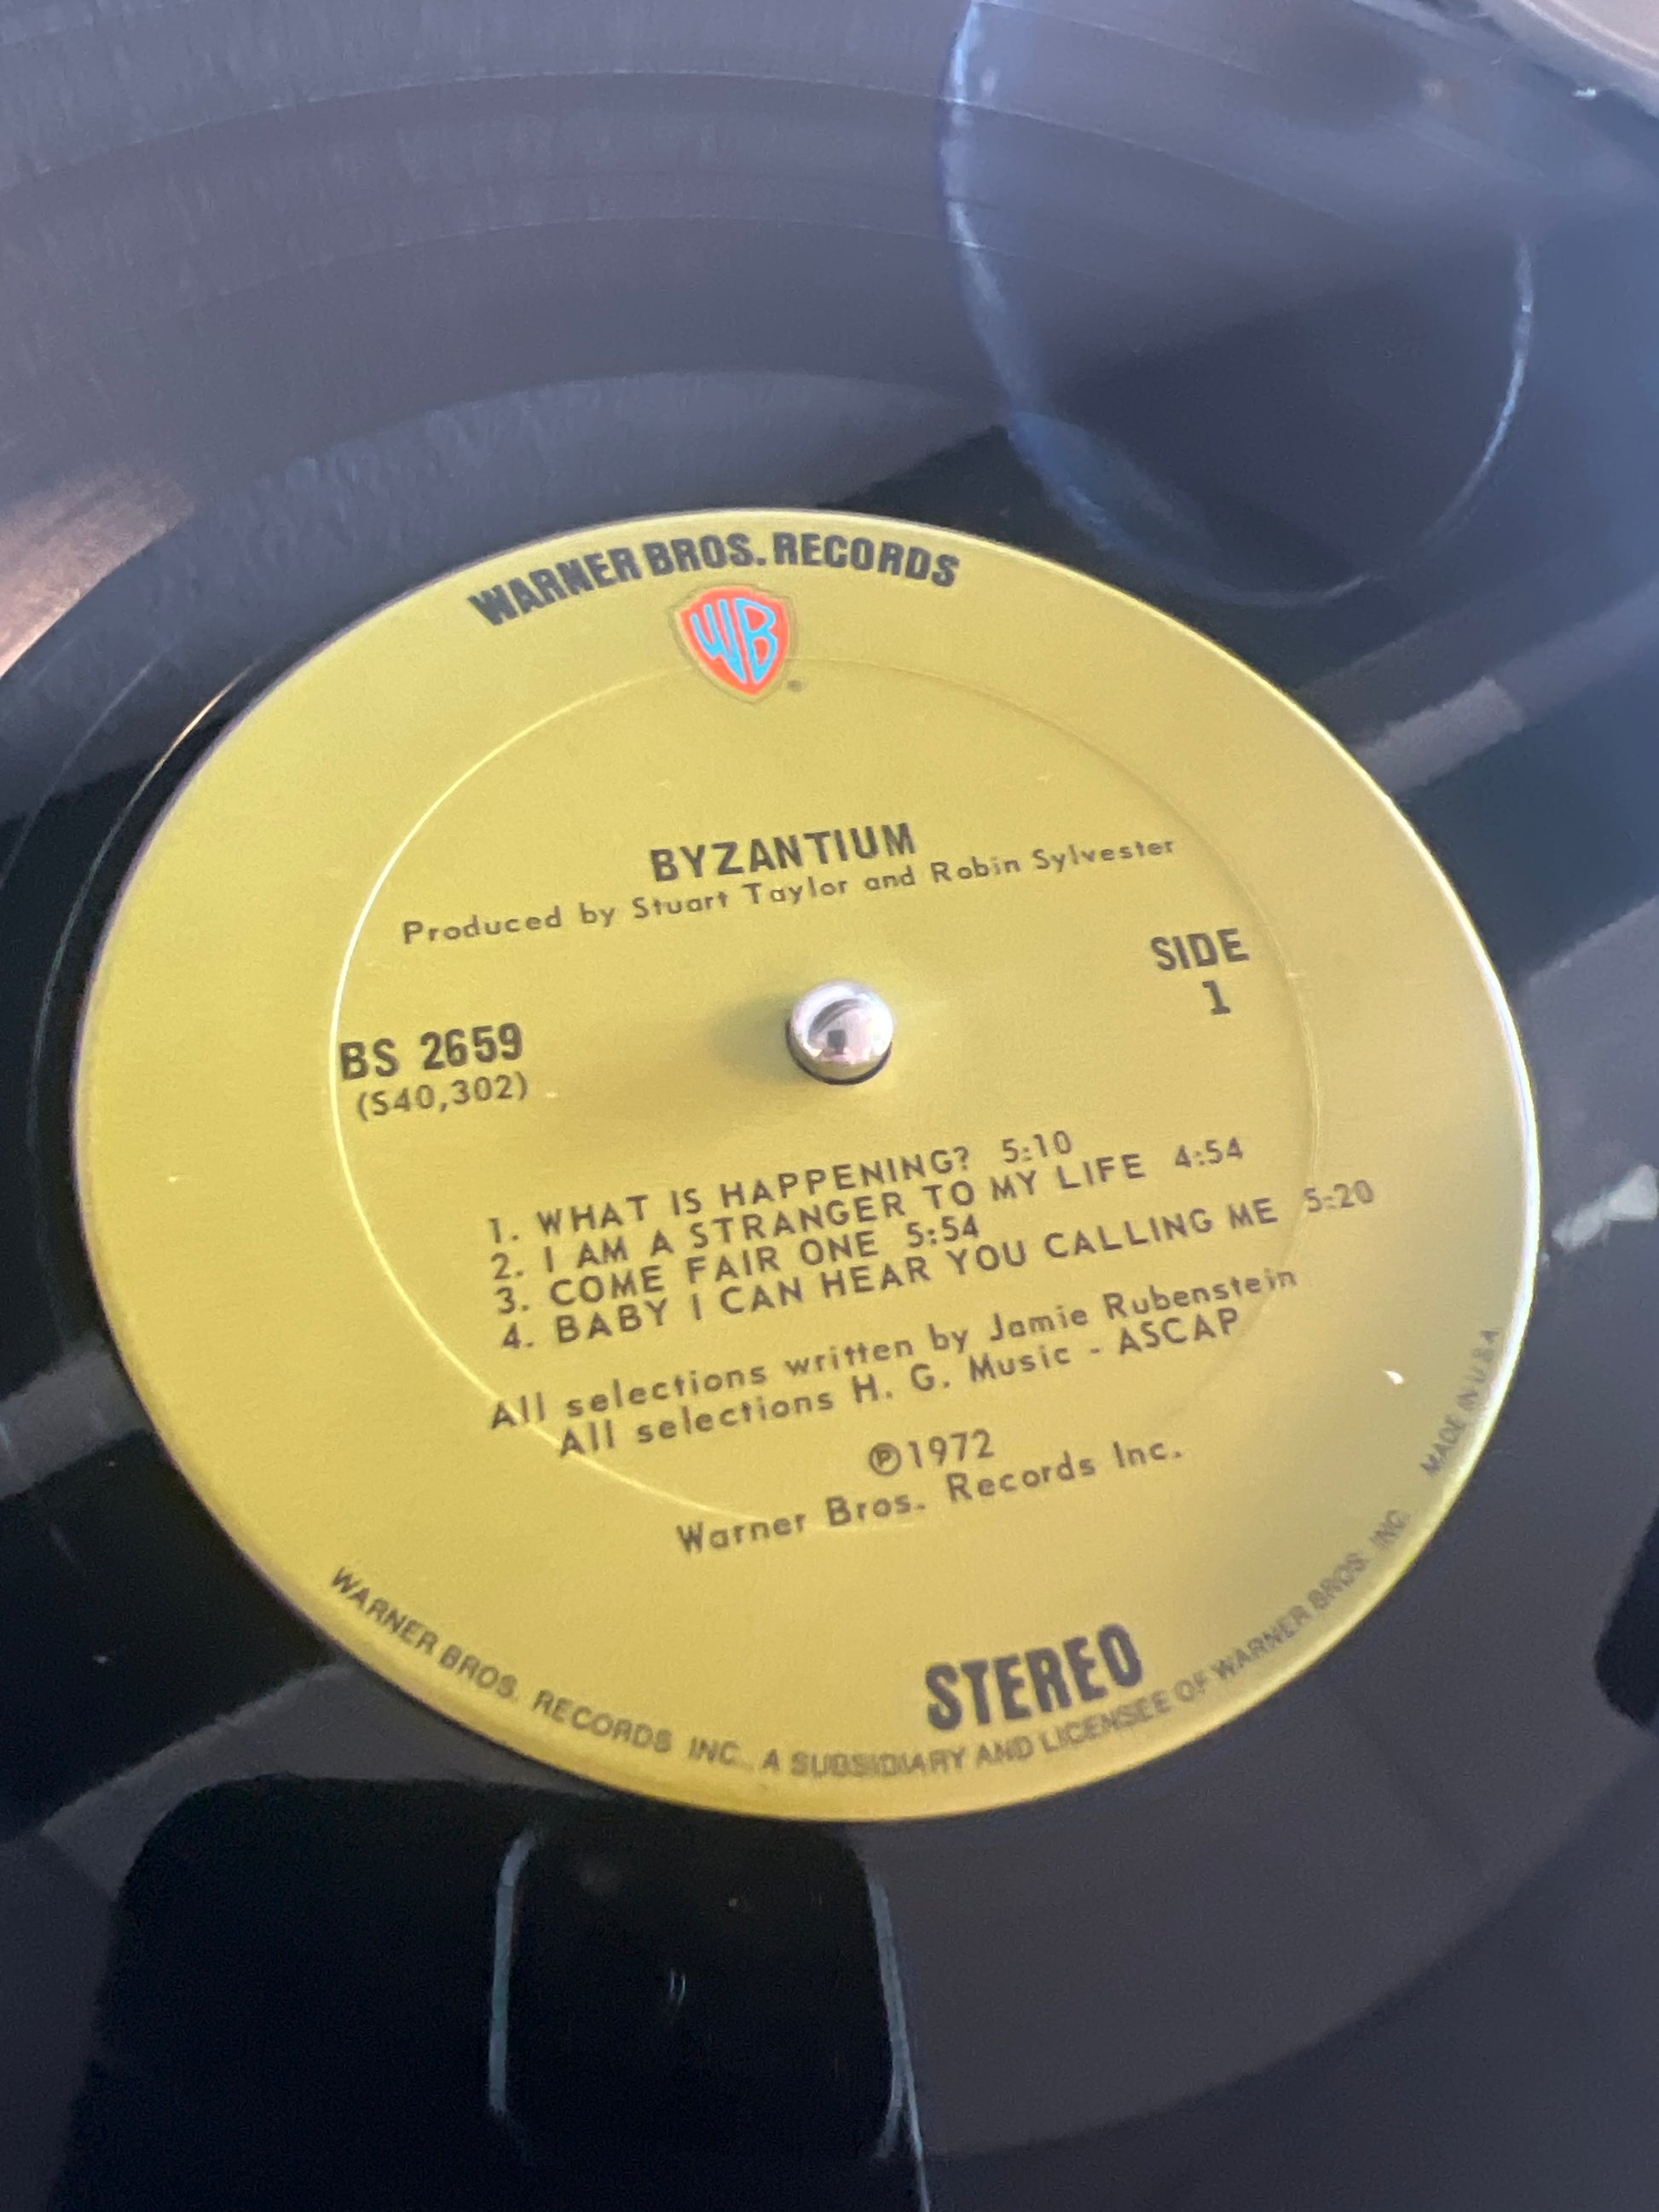 WARNER BROS. RECORDS
WB
®
BYZANTIUM
Produced by Stuart Taylor and Robin Sylvester
SIDE
1
BS 2659
(S40,302)
1. WHAT IS HAPPENING? 5:10
2. I AM A STRANGER TO MY LIFE 4:54
3. COME FAIR ONE 5:54
4. BABY I CAN HEAR YOU CALLING ME 5:20
All selections written by Jamie Rubenstein
All selections H. G. Music - ASCAP
℗1972
Warner Bros. Records Inc.
STEREO
WARNER BROS. RECORDS INC., A SUBSIDIARY AND LICENSEE OF WARNER BROS. INC.
MADE IN U.S.A.